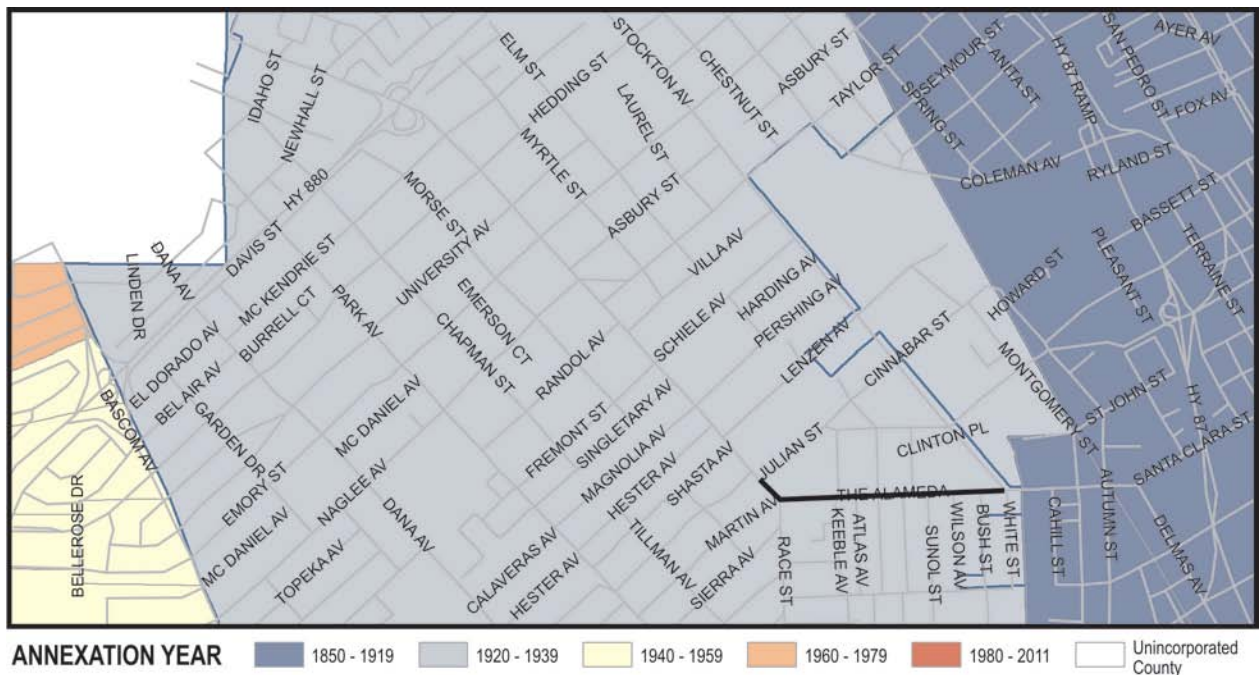 IDAHO ST
NEWHALL ST
ELM ST
HEDDING ST
STOCKTON AV
LAUREL ST
CHESTNUT ST
ASBURY ST
TAYLOR ST
SEYMOUR ST
SPRING ST
ANITA ST
HY 87 RAMP
SAN PEDRO ST
AYER AV
FOX AV
COLEMAN AV
RYLAND ST
BASSETT ST
HY 880
MORSE ST
MYRTLE ST
ASBURY ST
UNIVERSITY AV
VILLA AV
HARDING AV
PERSHING AV
HOWARD ST
PLEASANT ST
TERRAINE ST
DAVIS ST
DANA AV
LINDEN DR
MC KENDRIE ST
BURRELL CT
PARK AV
EMERSON CT
CHAPMAN ST
RANDOL AV
SCHIELE AV
LENZEN AV
CINNABAR ST
MONTGOMERY ST
ST JOHN ST
HY 87
SANTA CLARA ST
EL DORADO AV
BELAIR AV
BASCOM AV
GARDEN DR
MC DANIEL AV
FREMONT ST
SINGLETARY AV
MAGNOLIA AV
HESTER AV
SHASTA AV
JULIAN ST
CLINTON PL
THE ALAMEDA
EMORY ST
NAGLEE AV
DANA AV
MC DANIEL AV
TOPEKA AV
BELLEROSE DR
CALAVERAS AV
HESTER AV
TILLMAN AV
MARTIN AV
SIERRA AV
RACE ST
KEEBLE AV
ATLAS AV
SUNOL ST
WILSON AV
BUSH ST
WHITE ST
CAHILL ST
AUTUMN ST
DELMAS AV
ANNEXATION YEAR
1850 - 1919
1920 - 1939
1940 - 1959
1960 - 1979
1980 - 2011
Unincorporated
County